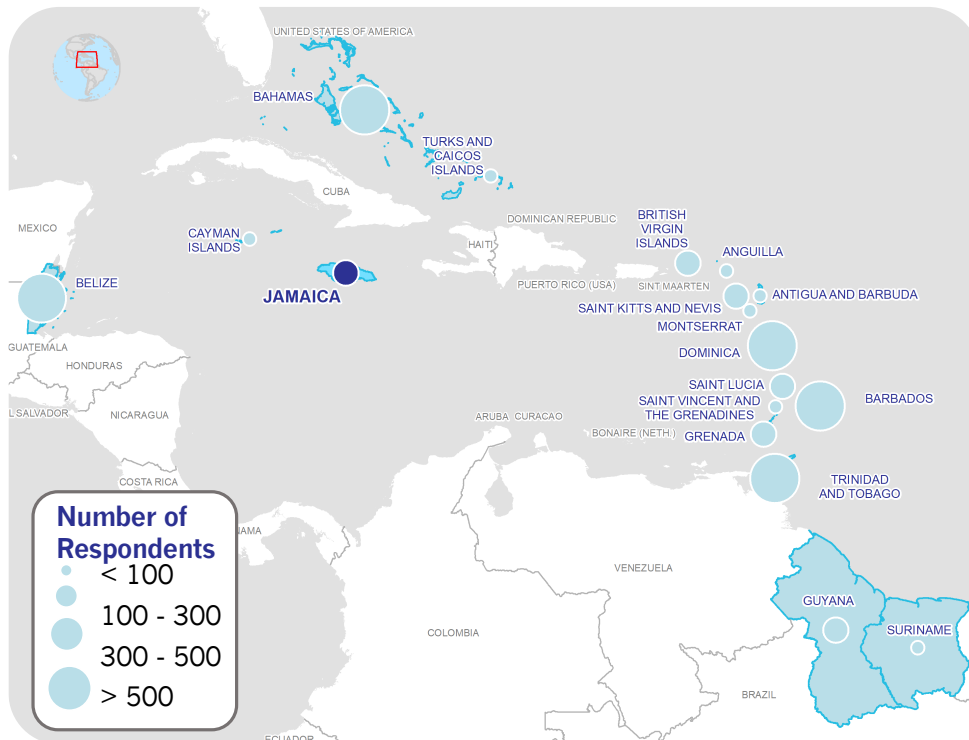 UNITED STATES OF AMERICA
BAHAMAS
TURKS AND
CAICOS
ISLANDS
CUBA
MEXICO
CAYMAN
ISLANDS
HAITI
DOMINICAN REPUBLIC
BRITISH
VIRGIN
ISLANDS
ANGUILLA
BELIZE
JAMAICA
PUERTO RICO (USA)
SINT MAARTEN
ANTIGUA AND BARBUDA
SAINT KITTS AND NEVIS
MONTSERRAT
GUATEMALA
DOMINICA
HONDURAS
SAINT LUCIA
SAINT VINCENT AND
THE GRENADINES
BARBADOS
L SALVADOR
NICARAGUA
ARUBA
CURACAO
BONAIRE (NETH.)
GRENADA
COSTA RICA
TRINIDAD
AND TOBAGO
NAMA
VENEZUELA
GUYANA
SURINAME
COLOMBIA
BRAZIL
ECUADOR
Number of
Respondents
< 100
100 - 300
300 - 500
> 500